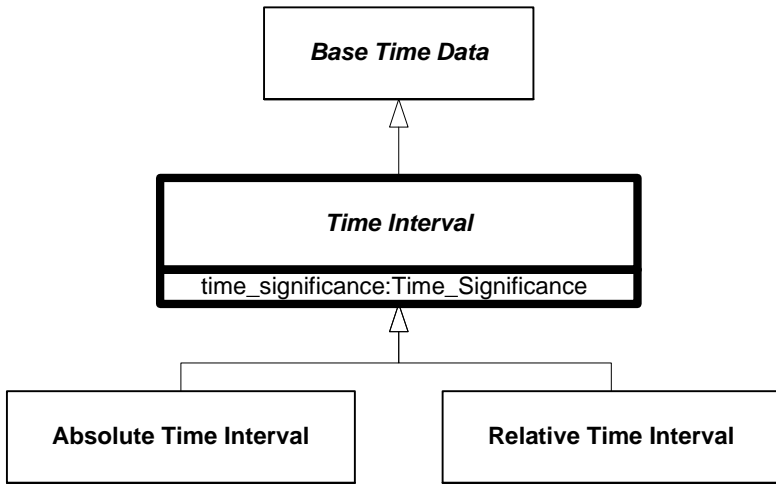 Base Time Data
Time Interval
time_significance:Time_Significance
Absolute Time Interval
Relative Time Interval